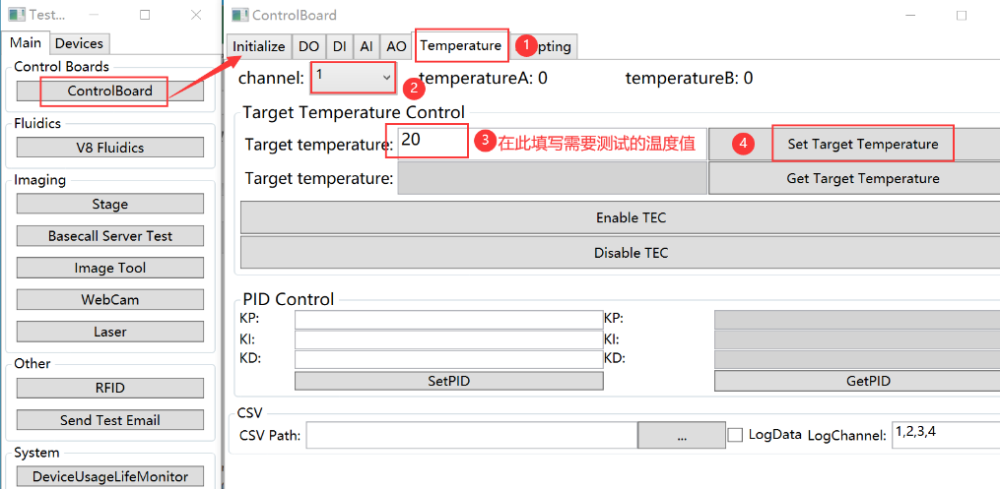 Test...
Main
Devices
Control Boards
ControlBoard
Fluidics
V8 Fluidics
Imaging
Stage
Basecall Server Test
Image Tool
WebCam
Laser
Other
RFID
Send Test Email
System
DeviceUsageLifeMonitor
ControlBoard
Initialize DO DI AI AO Temperature 1 pting
channel: 1 2 temperatureA: 0 temperatureB: 0
Target Temperature Control
Target temperature: 20 3 在此填写需要测试的温度值 4 Set Target Temperature
Target temperature: Get Target Temperature
Enable TEC
Disable TEC
PID Control
KP: KP:
KI: KI:
KD: KD:
SetPID GetPID
CSV
CSV Path: ... LogData LogChannel: 1,2,3,4